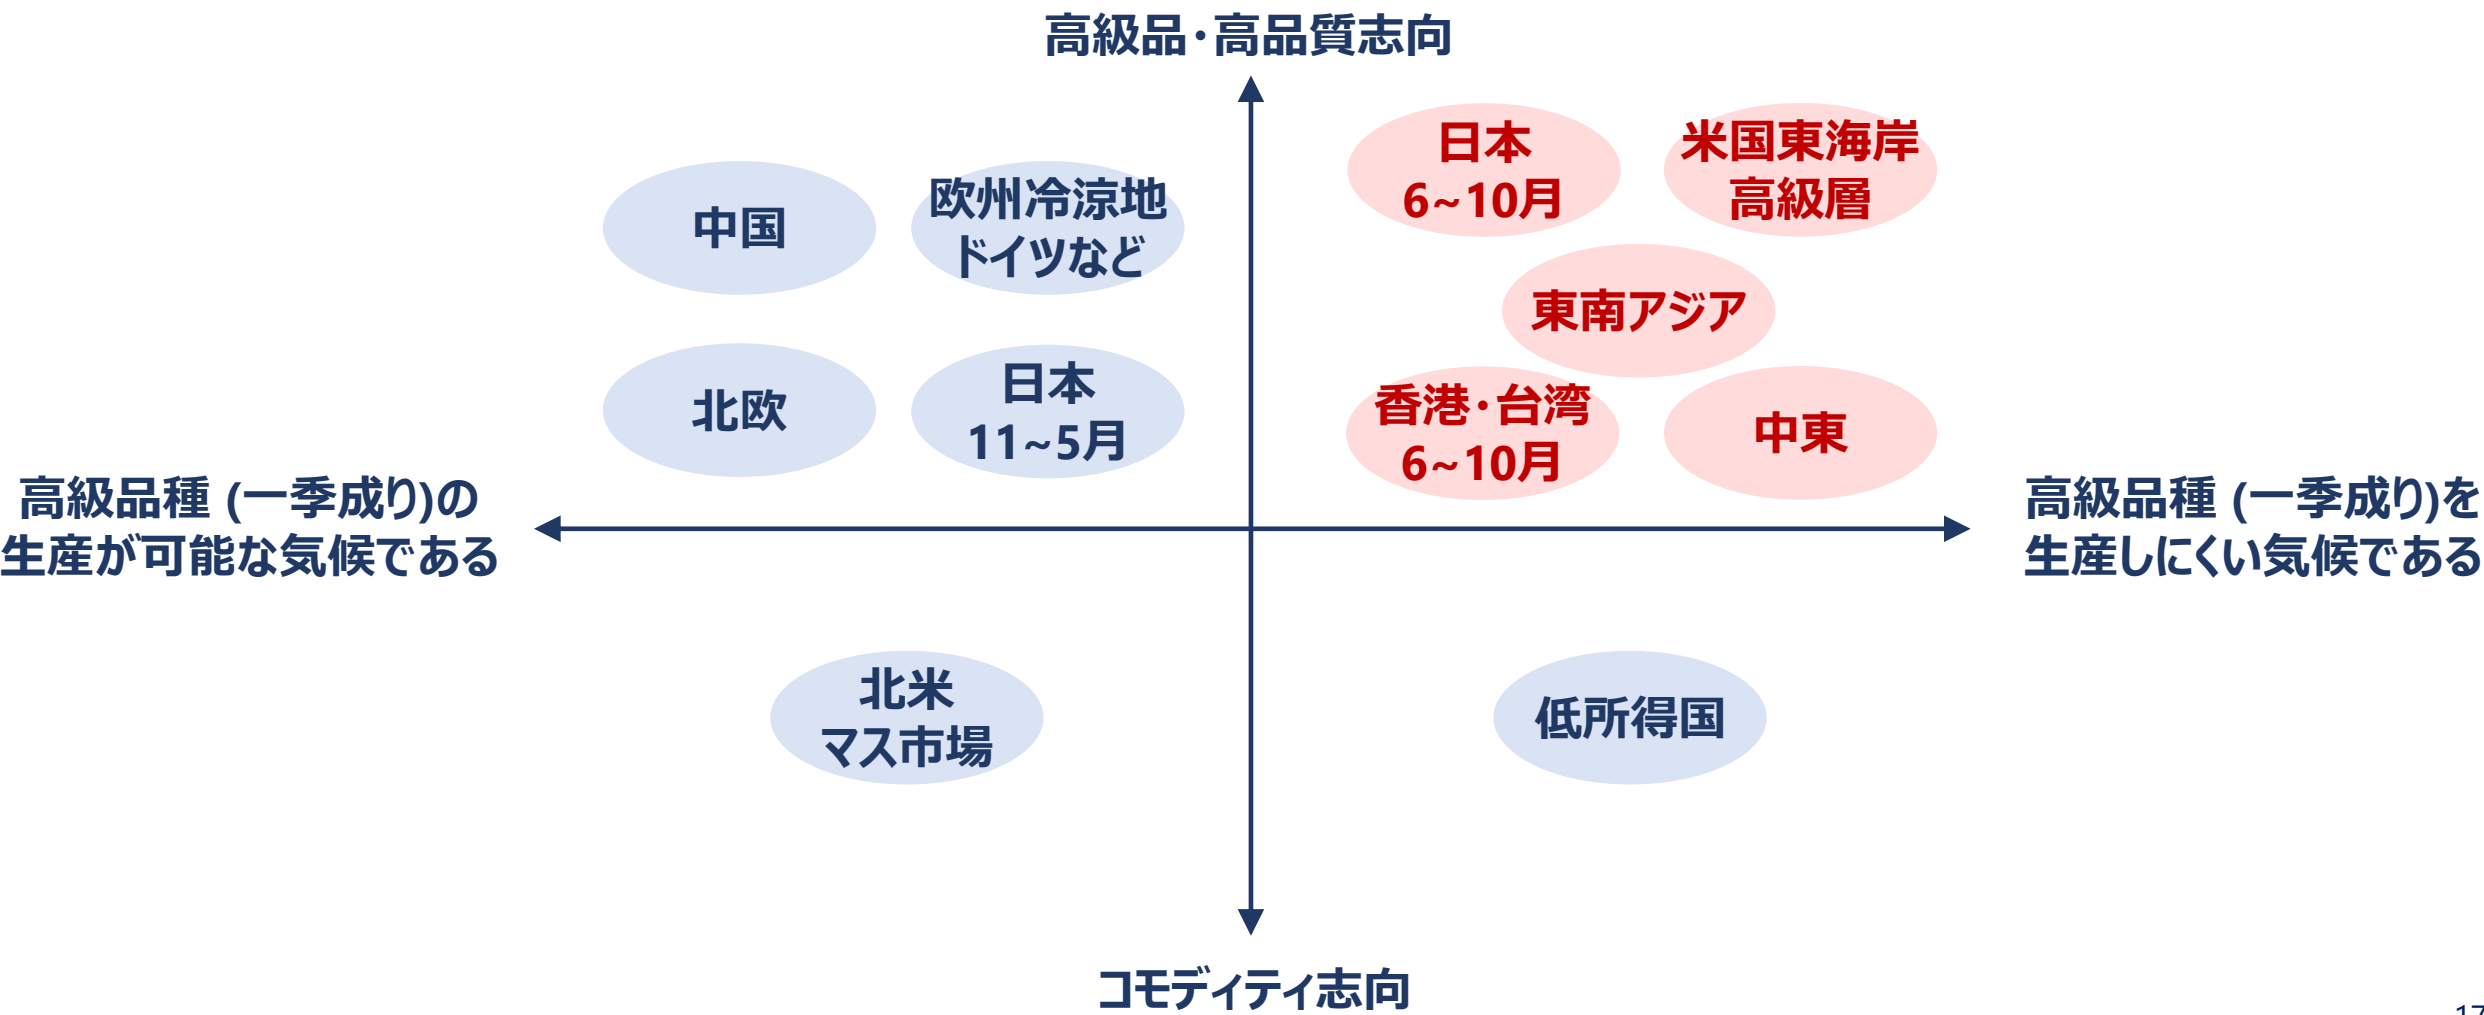 高級品・高品質志向
日本
6~10月
米国東海岸
高級層
中国
欧州冷涼地
ドイツなど
東南アジア
北欧
日本
11~5月
香港・台湾
6~10月
中東
高級品種 (一季成り)の
生産が可能な気候である
高級品種 (一季成り)を
生産しにくい気候である
北米
マス市場
低所得国
コモディティ志向
17